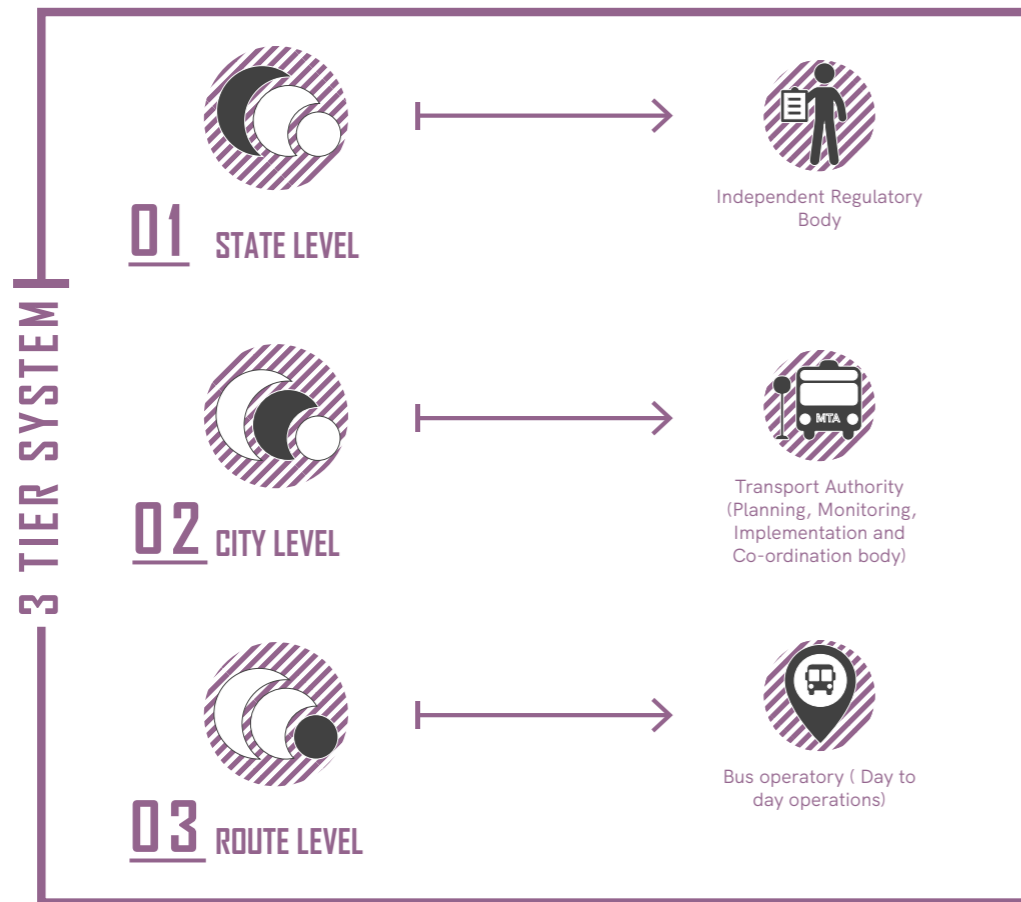 3 TIER SYSTEM
01 STATE LEVEL
Independent Regulatory
Body
02 CITY LEVEL
MTA
Transport Authority
(Planning, Monitoring,
Implementation and
Co-ordination body)
03 ROUTE LEVEL
Bus operatory ( Day to
day operations)